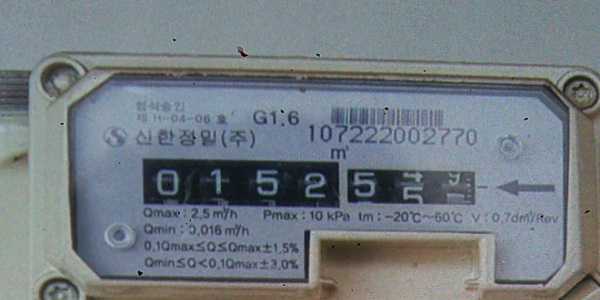 형식승인
제 H-04-06 호 G1.6
신한정밀(주) 107222002770
m³
0 1 5 2 5
Qmax : 2,5 m³/h Pmax : 10 kPa tm : -20℃~60℃ V : 0,7dm³/Rev
Qmin : 0,016 m³/h
0,1Qmax≤Q≤Qmax±1,5%
Qmin≤Q<0,1Qmax±3,0%